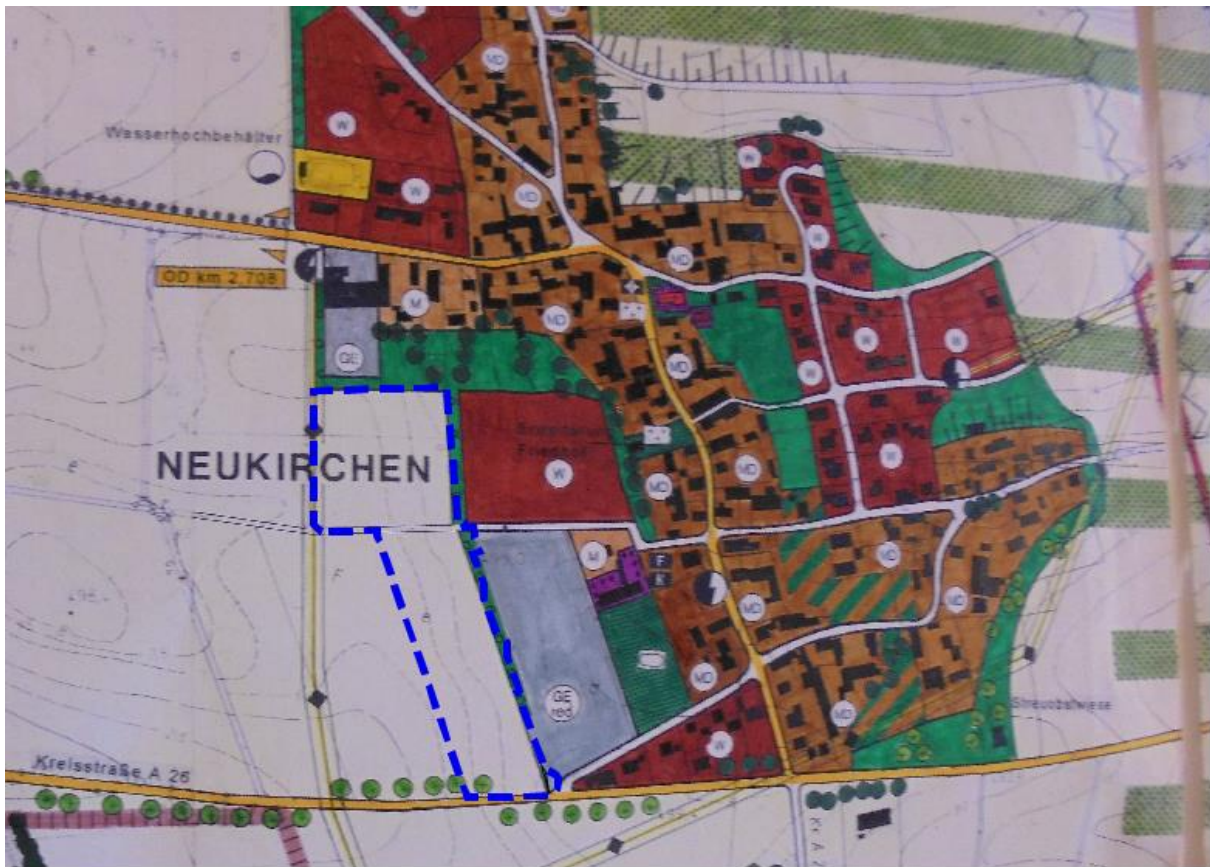 W
MD
Wasserhochbehälter
W
W
W
MD
W
MD
OD km 2.708
M
MD
W
W
GE
MD
W
NEUKIRCHEN
W
MD
MD
W
M
MD
F
K
MD
MD
GE
red
MD
MD
Streuobstwiese
W
Kreisstraße A 26